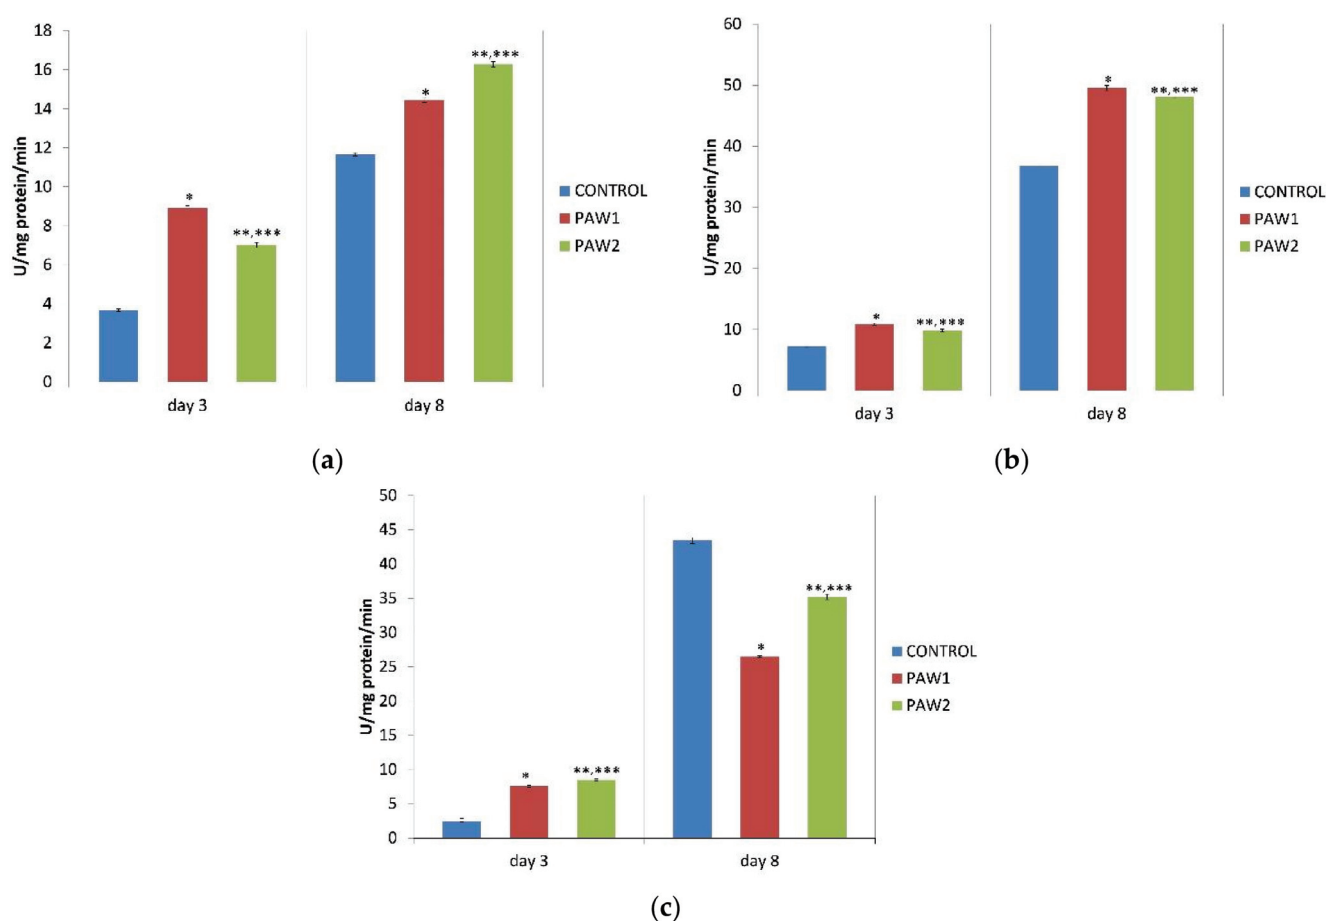 18
16
14
12
10
8
6
4
2
0
U/mg protein/min
*
**,***
*
**,***
day 3
day 8
CONTROL
PAW1
PAW2
(a)
60
50
40
30
20
10
0
U/mg protein/min
*
**,***
*
**,***
day 3
day 8
CONTROL
PAW1
PAW2
(b)
50
45
40
35
30
25
20
15
10
5
0
U/mg protein/min
*
**,***
*
**,***
day 3
day 8
CONTROL
PAW1
PAW2
(c)